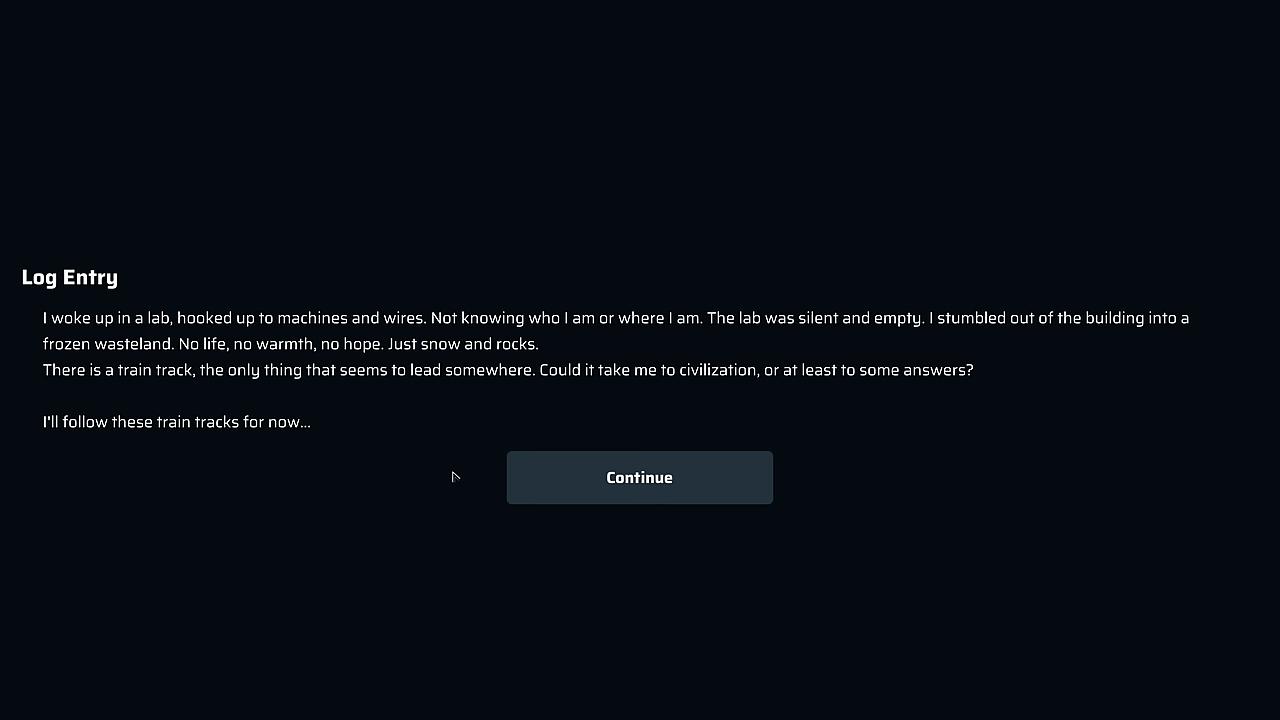 Log Entry
I woke up in a lab, hooked up to machines and wires. Not knowing who I am or where I am. The lab was silent and empty. I stumbled out of the building into a
frozen wasteland. No life, no warmth, no hope. Just snow and rocks.
There is a train track, the only thing that seems to lead somewhere. Could it take me to civilization, or at least to some answers?
I'll follow these train tracks for now...
Continue